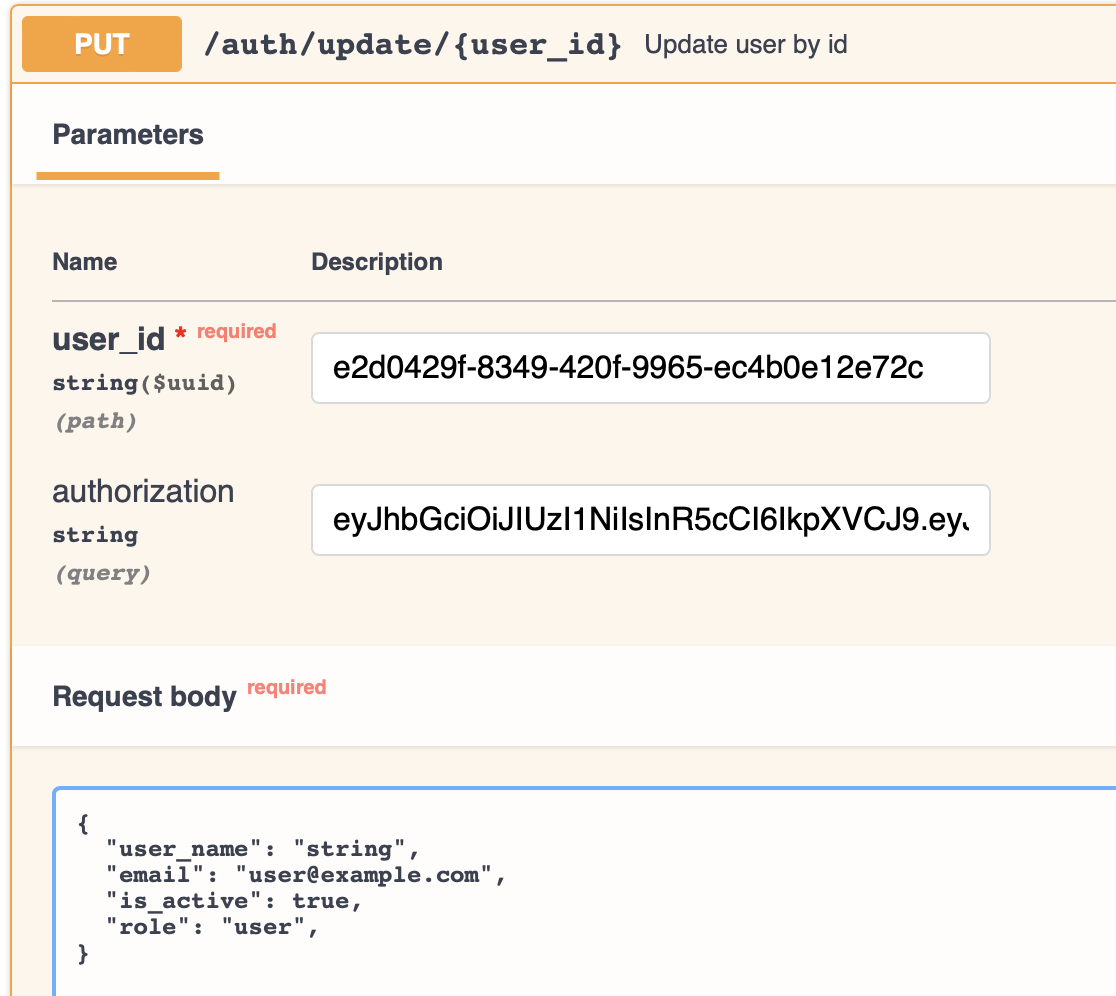 PUT /auth/update/{user_id} Update user by id
Parameters
Name Description
user_id * required
e2d0429f-8349-420f-9965-ec4b0e12e72c
string($uuid)
(path)
authorization
eyJhbGciOiJIUzI1NiIsInR5cCI6IkpXVCJ9.eyJ
string
(query)
Request body required
{
"user_name": "string",
"email": "user@example.com",
"is_active": true,
"role": "user",
}